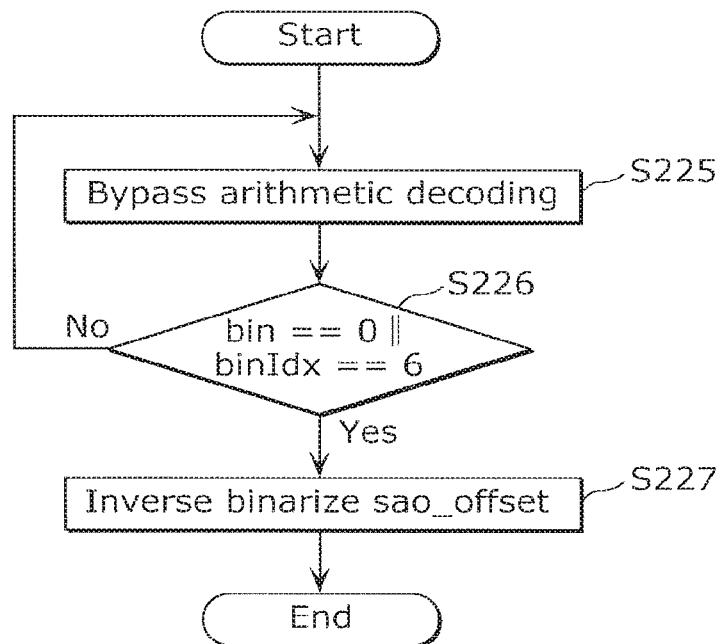 Start
Bypass arithmetic decoding
S225
S226
bin == 0 ||
binIdx == 6
No
Yes
Inverse binarize sao_offset
S227
End